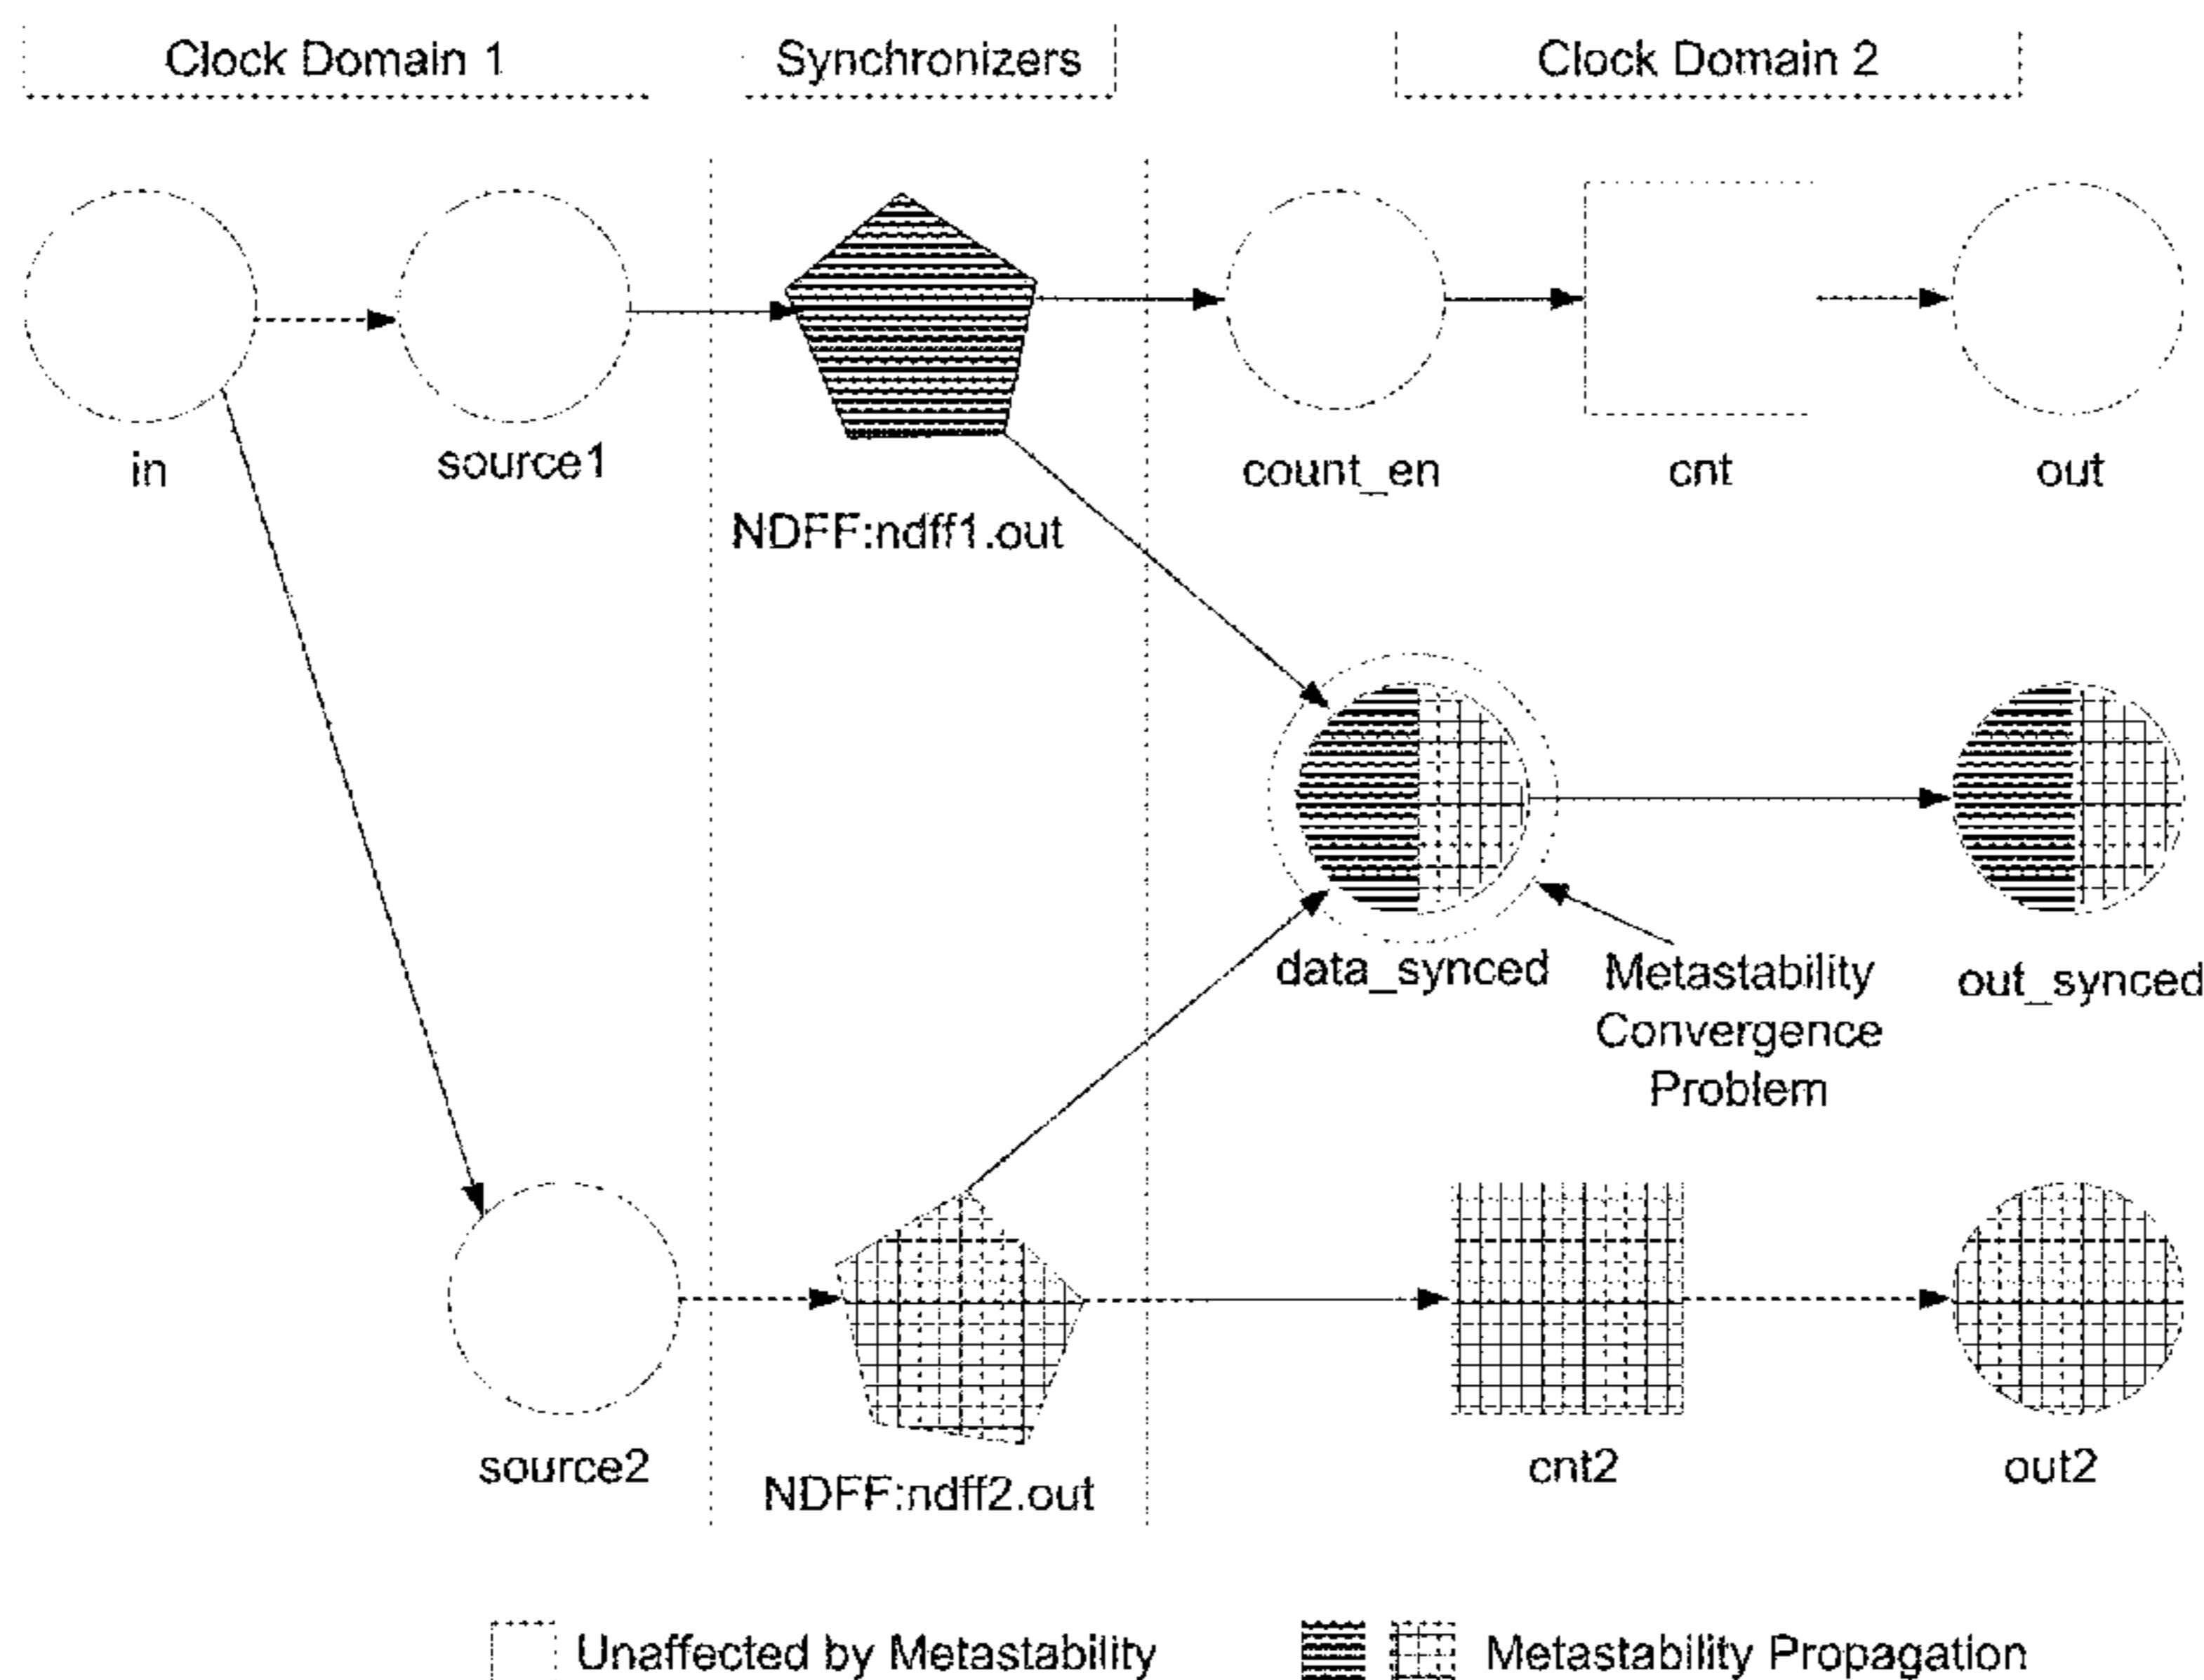 Clock Domain 1
Synchronizers
Clock Domain 2
in
source1
NDFF:ndff1.out
count_en
cnt
out
data_synced
Metastability
Convergence
Problem
out_synced
source2
NDFF:ndff2.out
cnt2
out2
Unaffected by Metastability
Metastability Propagation